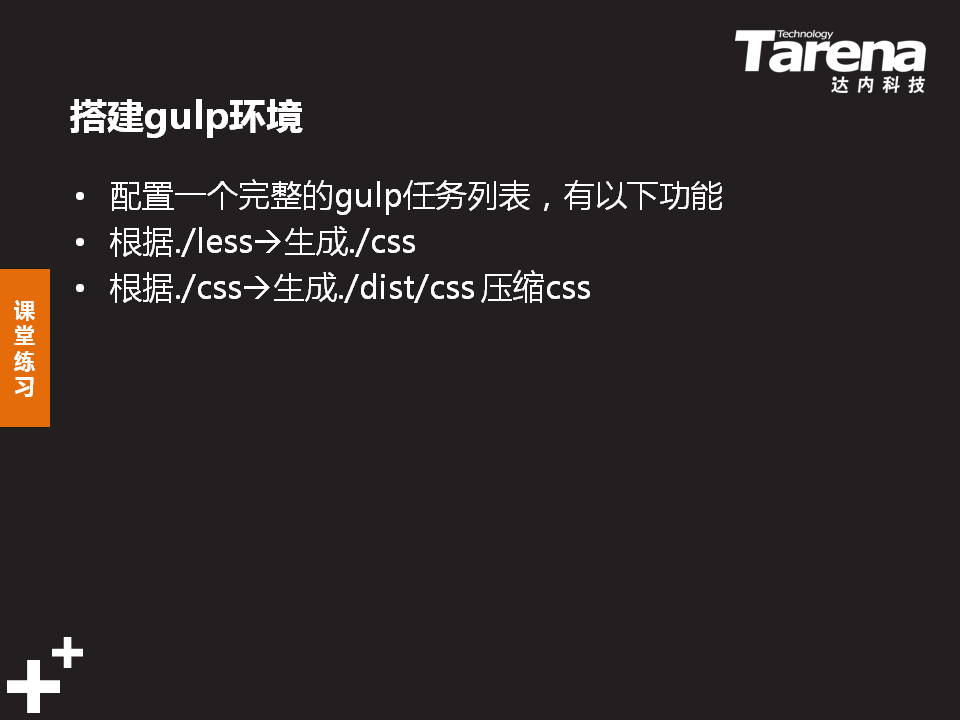 Technology
Tarena
达内科技
搭建gulp环境
• 配置一个完整的gulp任务列表，有以下功能
• 根据./less→生成./css
• 根据./css→生成./dist/css 压缩css
课
堂
练
习